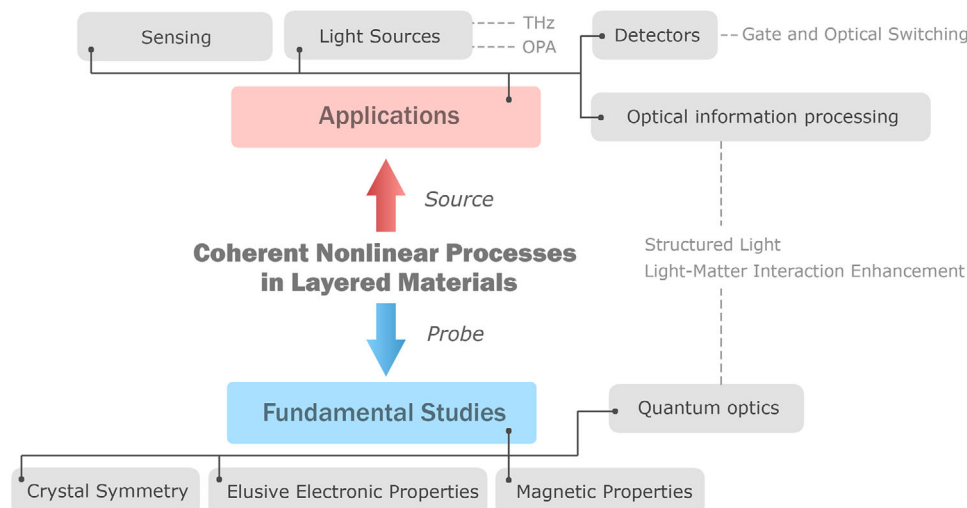 Sensing
Light Sources
THz
OPA
Detectors
Gate and Optical Switching
Applications
Optical information processing
Source
Coherent Nonlinear Processes
in Layered Materials
Structured Light
Light-Matter Interaction Enhancement
Probe
Fundamental Studies
Quantum optics
Crystal Symmetry
Elusive Electronic Properties
Magnetic Properties